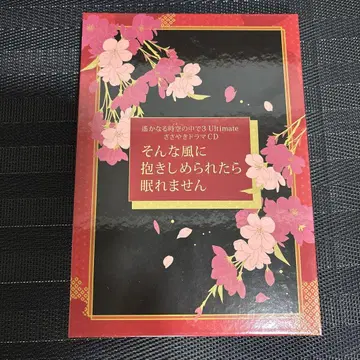 遙かなる時空の中で3 Ultimate
ささやきドラマCD
そんな風に
抱きしめられたら
眠れません